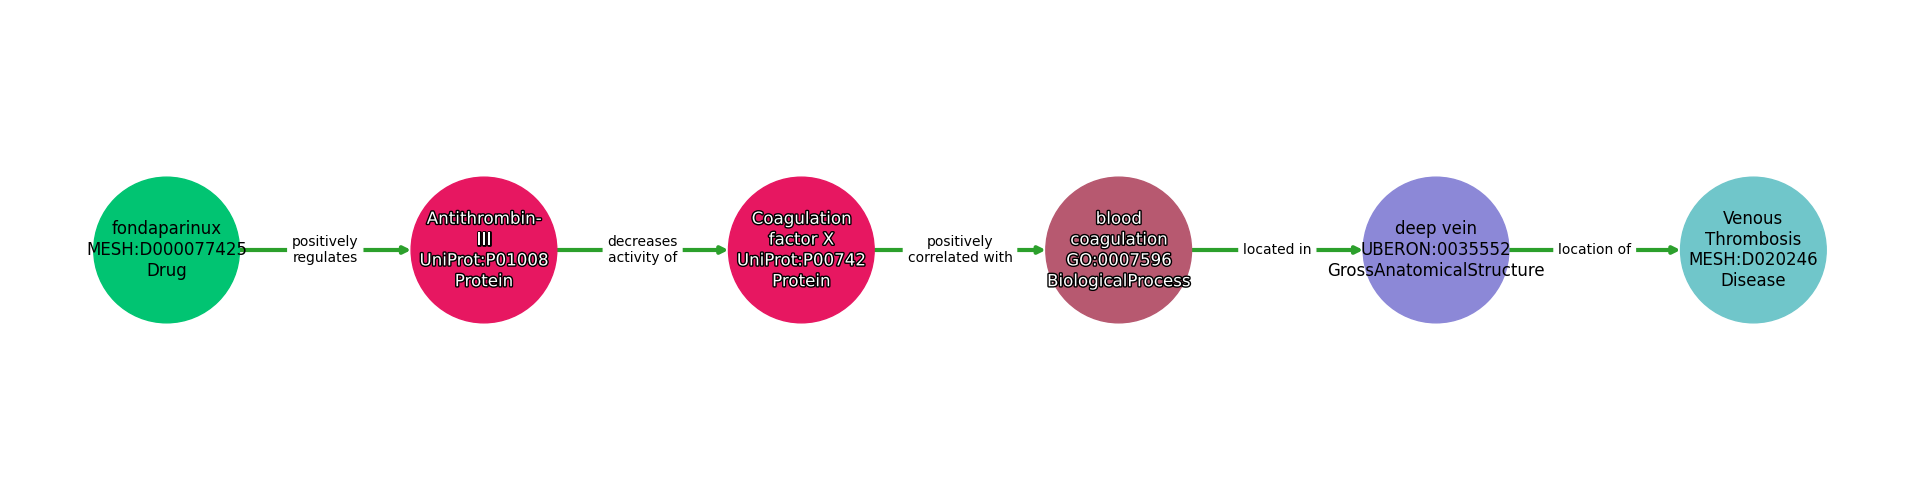 fondaparinux
MESH:D000077425
Drug
positively
regulates
Antithrombin-
III
UniProt:P01008
Protein
decreases
activity of
Coagulation
factor X
UniProt:P00742
Protein
positively
correlated with
blood
coagulation
GO:0007596
BiologicalProcess
located in
deep vein
UBERON:0035552
GrossAnatomicalStructure
location of
Venous
Thrombosis
MESH:D020246
Disease